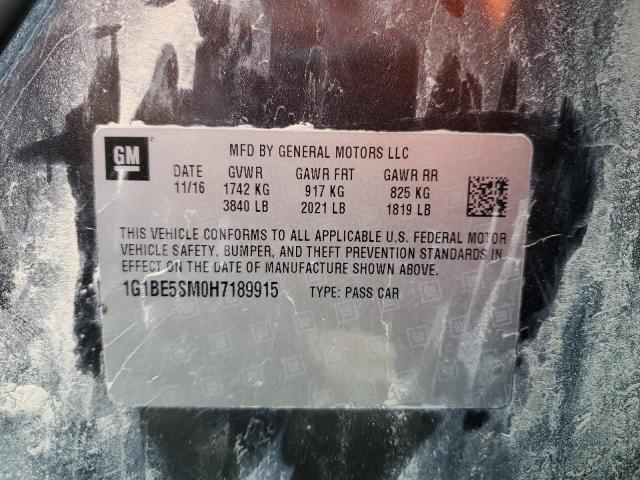 GM
MFD BY GENERAL MOTORS LLC
DATE GVWR GAWR FRT GAWR RR
11/16 1742 KG 917 KG 825 KG
3840 LB 2021 LB 1819 LB
THIS VEHICLE CONFORMS TO ALL APPLICABLE U.S. FEDERAL MOTOR
VEHICLE SAFETY, BUMPER, AND THEFT PREVENTION STANDARDS IN
EFFECT ON THE DATE OF MANUFACTURE SHOWN ABOVE.
1G1BE5SM0H7189915 TYPE: PASS CAR